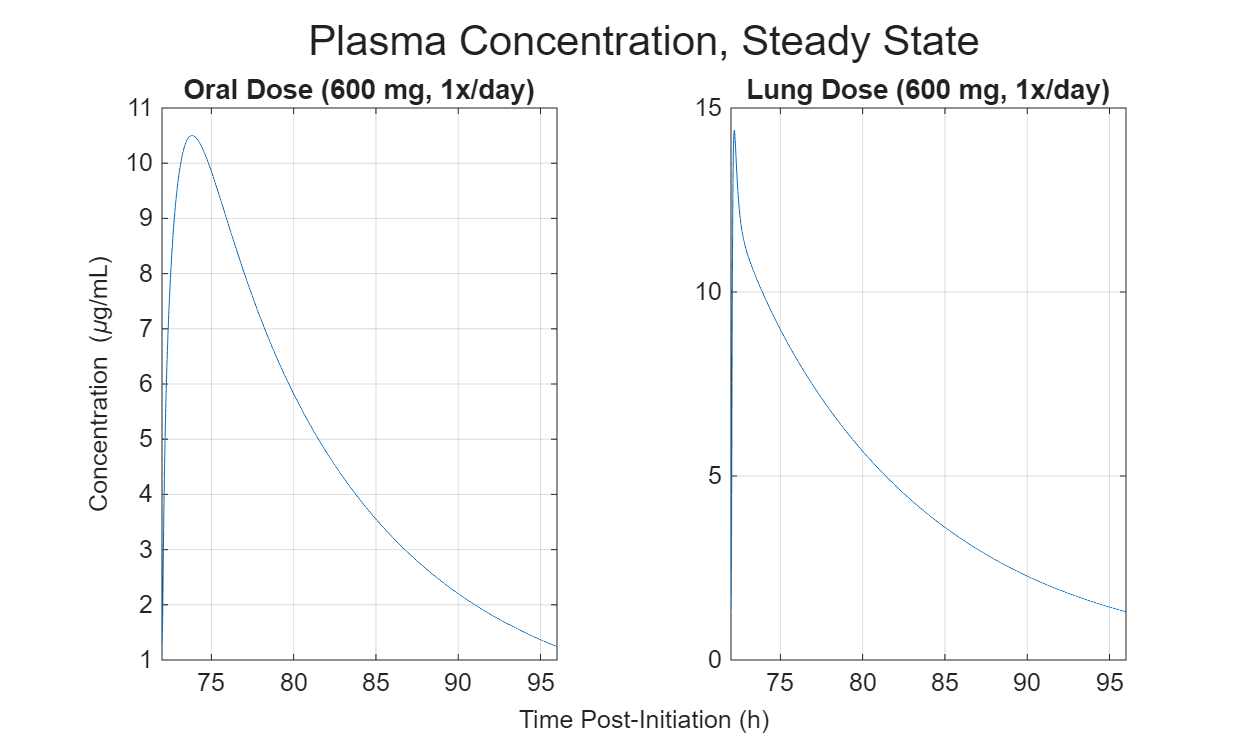 Plasma Concentration, Steady State
Oral Dose (600 mg, 1x/day)
Lung Dose (600 mg, 1x/day)
11
10
9
8
7
6
5
4
3
2
1
Concentration (μg/mL)
75 80 85 90 95
15
10
5
0
75 80 85 90 95
Time Post-Initiation (h)